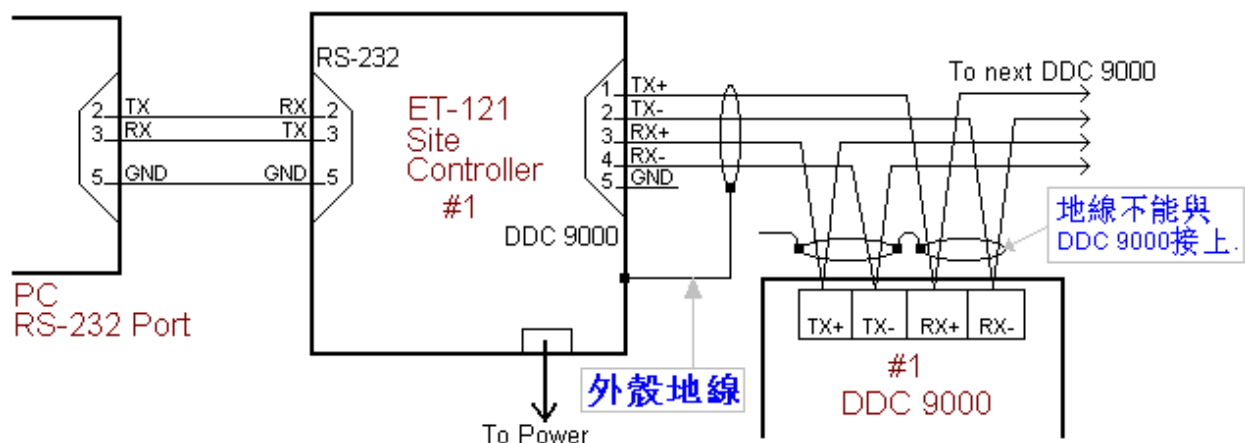 2 TX
3 RX
5 GND
PC
RS-232 Port
RS-232
RX 2
TX 3
GND 5
ET-121
Site
Controller
#1
1 TX+
2 TX-
3 RX+
4 RX-
5 GND
DDC 9000
To Power
外殼地線
To next DDC 9000
地線不能與
DDC 9000接上.
TX+ TX- RX+ RX-
#1
DDC 9000